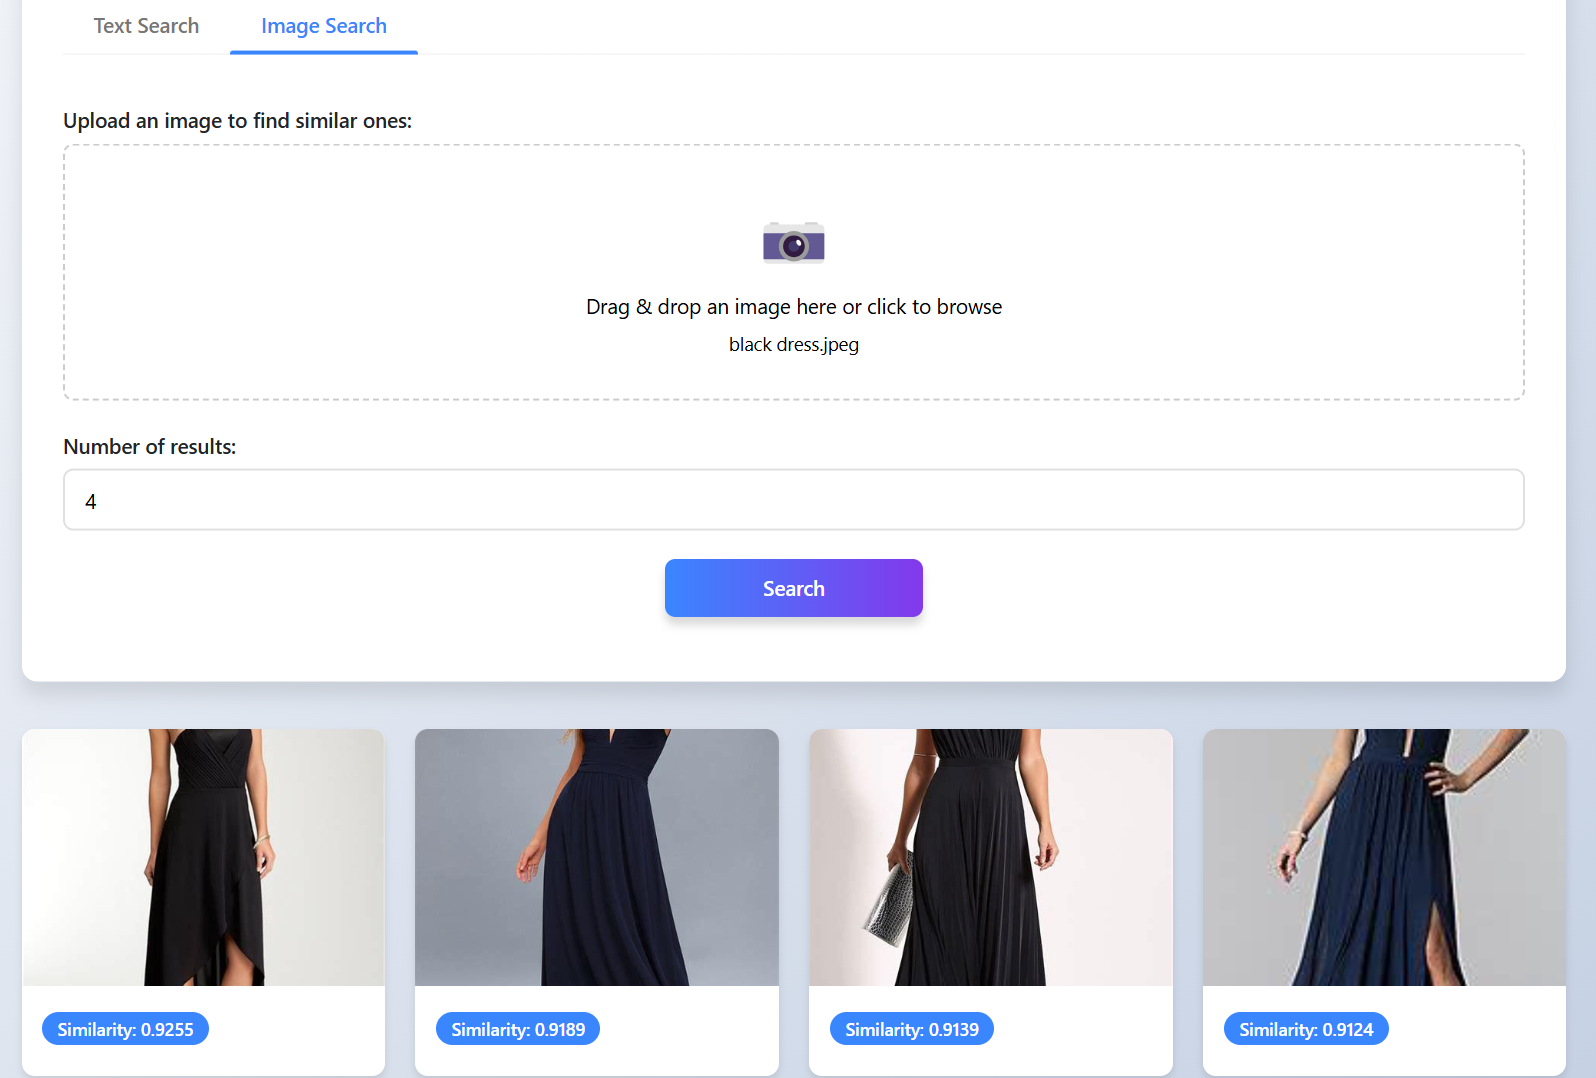 Text Search
Image Search
Upload an image to find similar ones:
Drag & drop an image here or click to browse
black dress.jpeg
Number of results:
4
Search
Similarity: 0.9255
Similarity: 0.9189
Similarity: 0.9139
Similarity: 0.9124